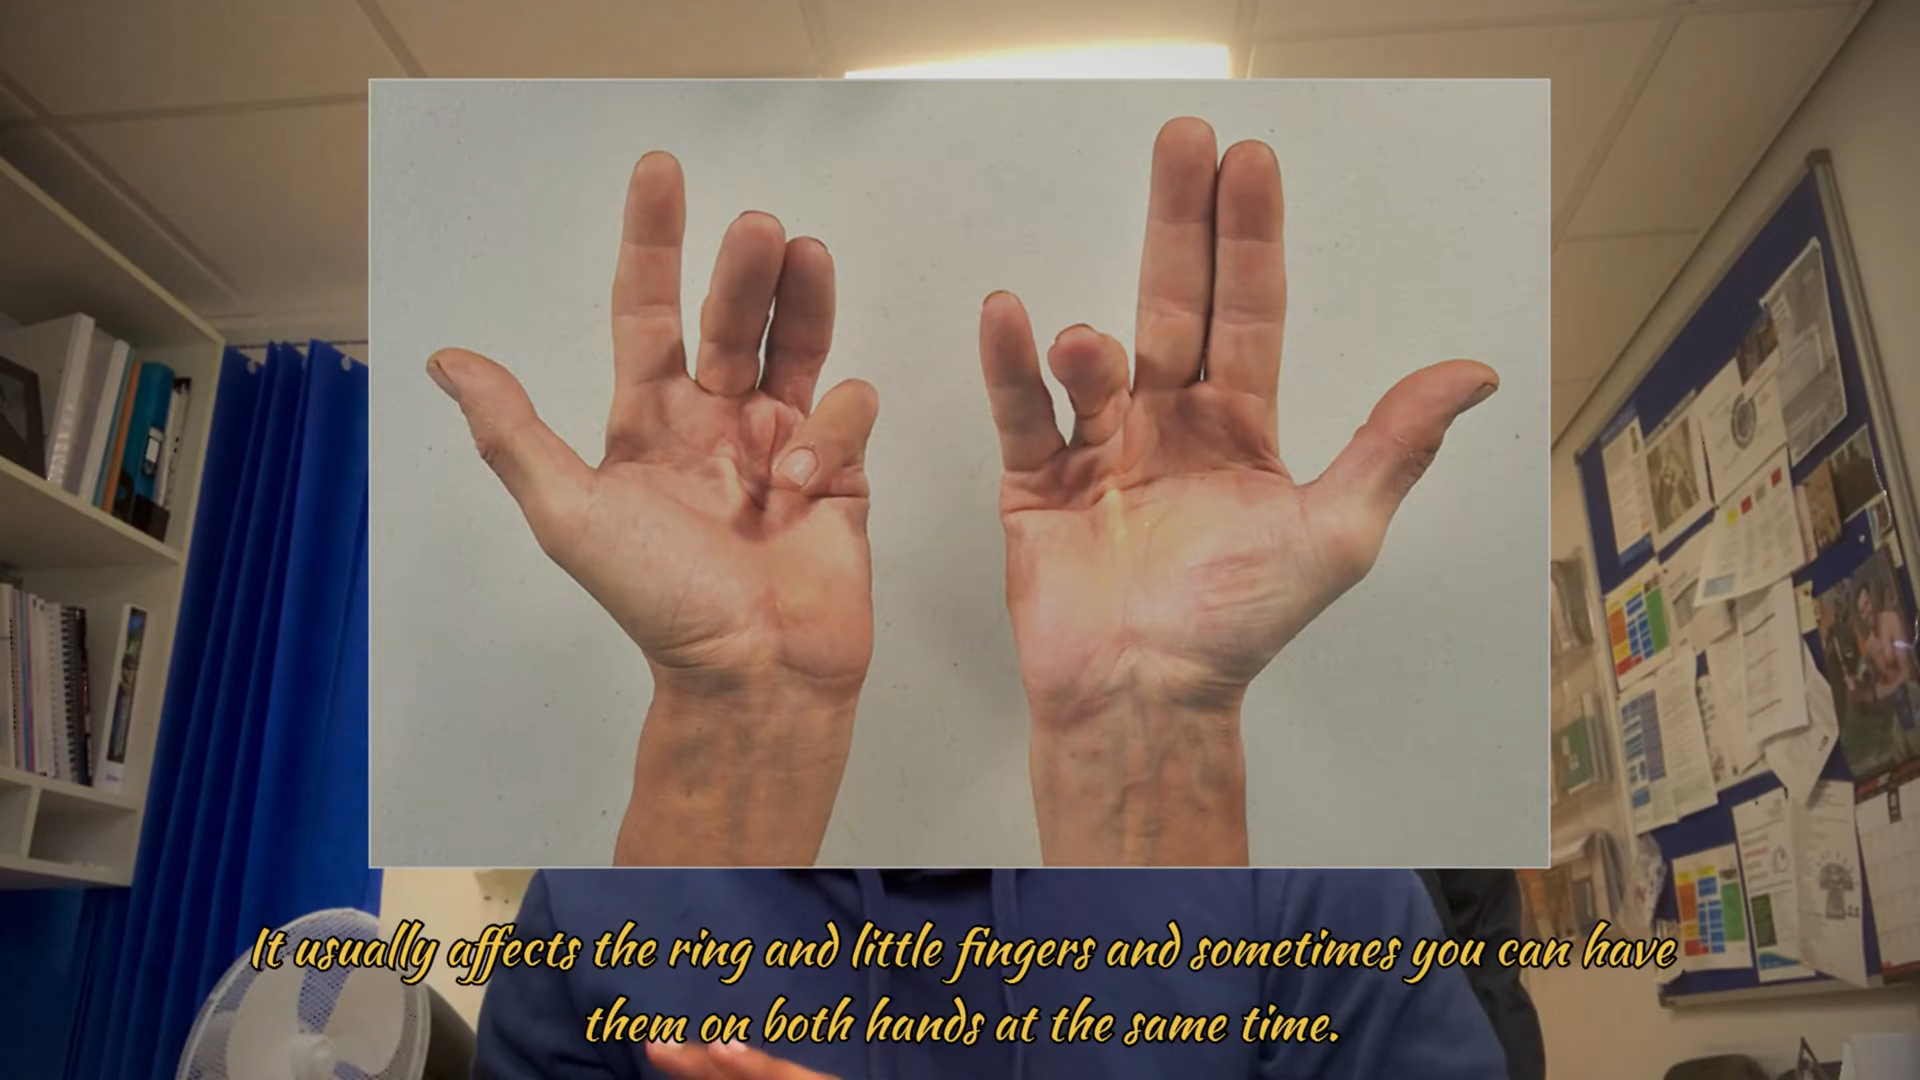 It usually affects the ring and little fingers and sometimes you can have
them on both hands at the same time.